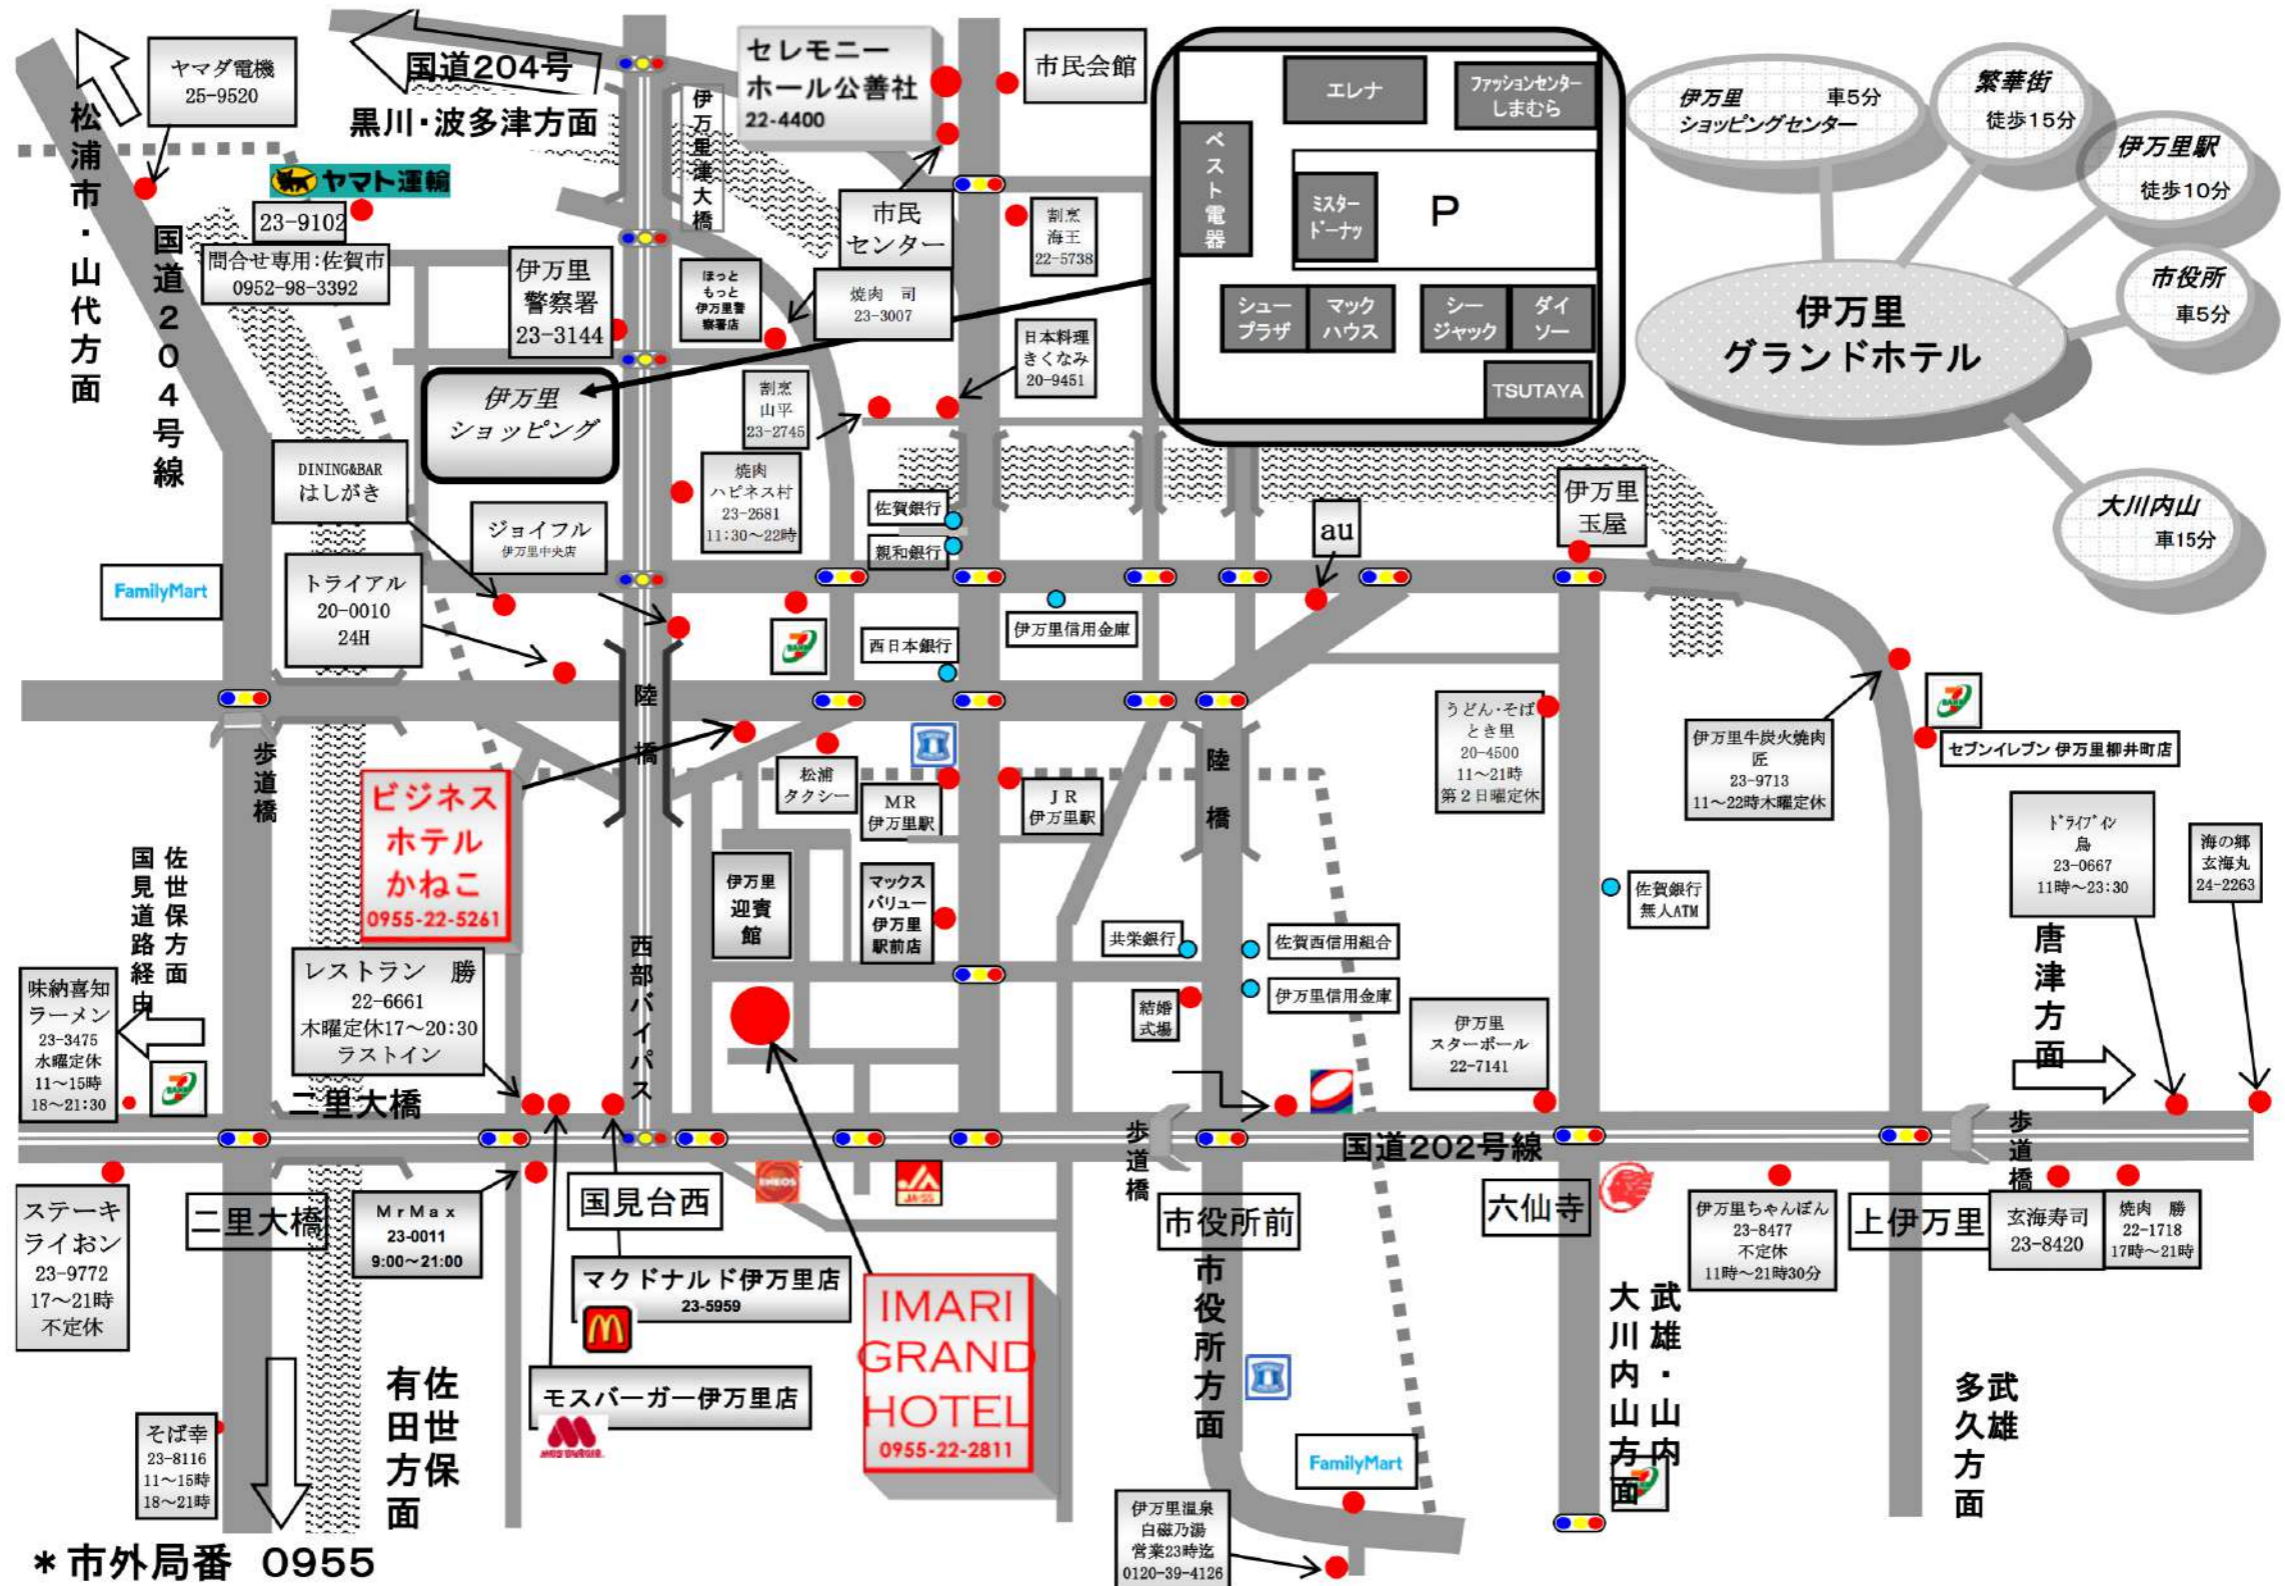 ヤマダ電機
25-9520
国道204号
黒川・波多津方面
松浦市・山代方面
国道204号線
ヤマト運輸
23-9102
問合せ専用:佐賀市
0952-98-3392
伊万里
警察署
23-3144
伊万里津大橋
セレモニー
ホール公善社
22-4400
市民会館
市民
センター
割烹
海王
22-5738
ほっと
もっと
伊万里警
察署店
焼肉 司
23-3007
日本料理
きくなみ
20-9451
割烹
山平
23-2745
伊万里
ショッピング
焼肉
ハピネス村
23-2681
11:30～22時
エレナ
ファッションセンター
しまむら
ベスト電器
ミスター
ドーナッ
P
シュー
プラザ
マック
ハウス
シー
ジャック
ダイ
ソー
TSUTAYA
伊万里 車5分
ショッピングセンター
繁華街
徒歩15分
伊万里駅
徒歩10分
市役所
車5分
伊万里
グランドホテル
大川内山
車15分
DINING&BAR
はしがき
ジョイフル
伊万里中央店
トライアル
20-0010
24H
FamilyMart
佐賀銀行
親和銀行
au
伊万里
玉屋
伊万里信用金庫
西日本銀行
7
BANK
陸橋
歩道橋
ビジネス
ホテル
かねこ
0955-22-5261
松浦
タクシー
MR
伊万里駅
JR
伊万里駅
陸橋
うどん・そば
とき里
20-4500
11～21時
第2日曜定休
伊万里牛炭火焼肉
匠
23-9713
11～22時木曜定休
7
BANK
セブンイレブン 伊万里柳井町店
ドライブイン
鳥
23-0667
11時～23:30
海の郷
玄海丸
24-2263
唐津方面
佐世保方面
国見道路経由
伊万里
迎賓
館
マックス
バリュー
伊万里
駅前店
佐賀銀行
無人ATM
共栄銀行
佐賀西信用組合
伊万里信用金庫
結婚
式場
伊万里
スターボール
22-7141
味納喜知
ラーメン
23-3475
水曜定休
11～15時
18～21:30
7
BANK
レストラン 勝
22-6661
木曜定休17～20:30
ラストイン
西部バイパス
二里大橋
歩道橋
国道202号線
歩道橋
ステーキ
ライおン
23-9772
17～21時
不定休
二里大橋
MrMax
23-0011
9:00～21:00
国見台西
ENEOS
JA-SS
市役所前
六仙寺
伊万里ちゃんぽん
23-8477
不定休
11時～21時30分
上伊万里
玄海寿司
23-8420
焼肉 勝
22-1718
17時～21時
マクドナルド伊万里店
23-5959
モスバーガー伊万里店
MOS BURGER
IMARI
GRAND
HOTEL
0955-22-2811
市役所方面
武雄・山内
大川内山方面
7
武雄
多久方面
佐世保
有田方面
そば幸
23-8116
11～15時
18～21時
FamilyMart
伊万里温泉
白磁乃湯
営業23時迄
0120-39-4126
＊市外局番 0955